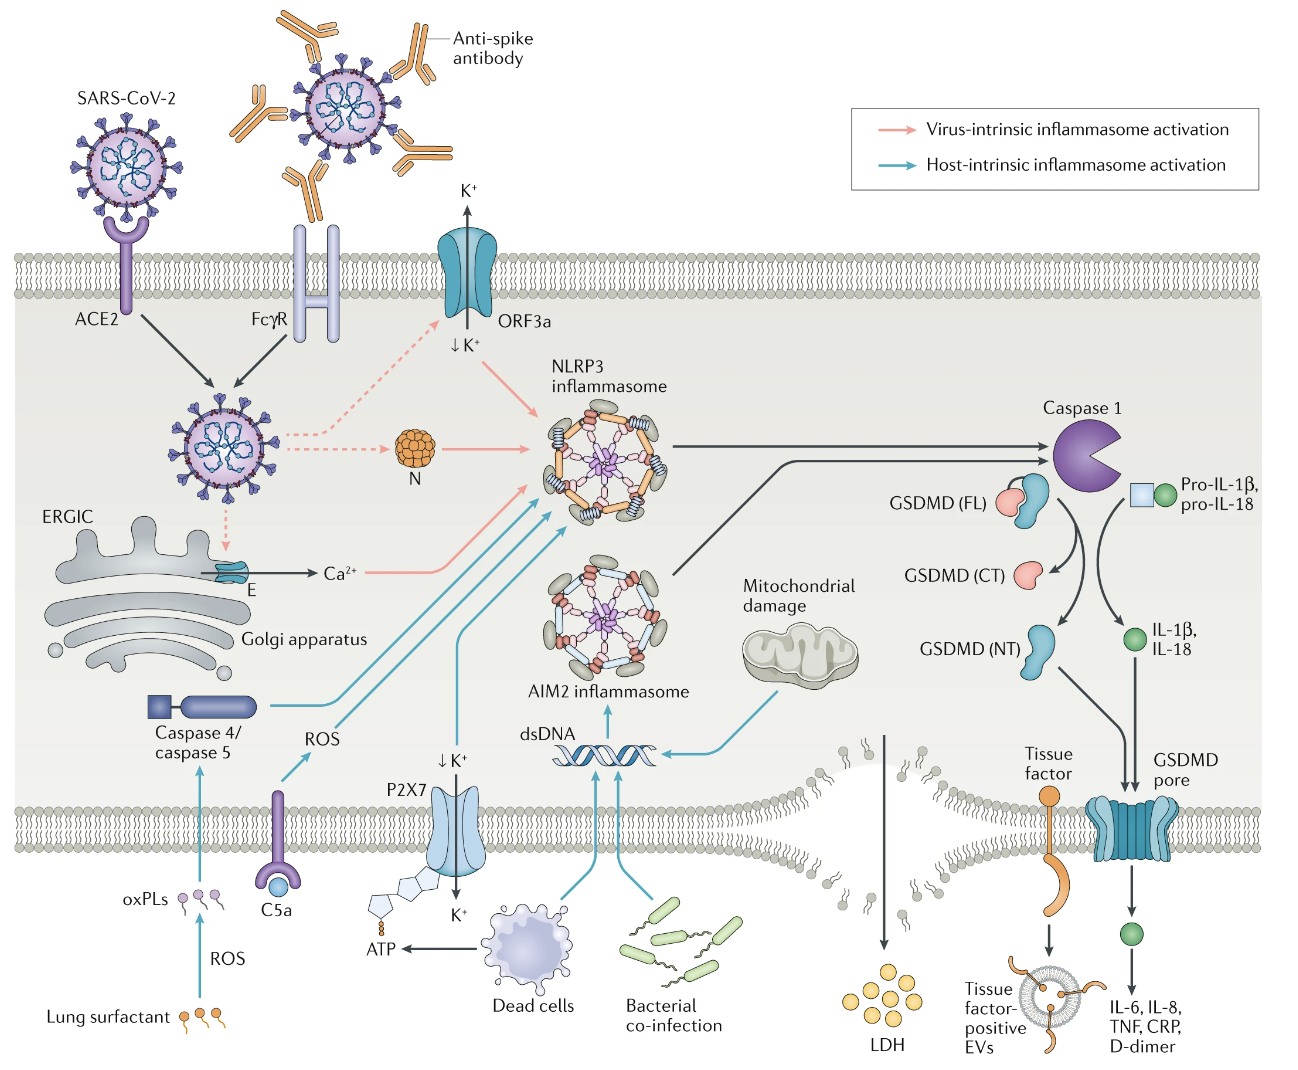 Anti-spike
antibody
SARS-CoV-2
Virus-intrinsic inflammasome activation
Host-intrinsic inflammasome activation
K⁺
ACE2
FcγR
ORF3a
↓ K⁺
NLRP3
inflammasome
Caspase 1
N
GSDMD (FL)
Pro-IL-1β,
pro-IL-18
ERGIC
E
Ca²⁺
GSDMD (CT)
Mitochondrial
damage
Golgi apparatus
GSDMD (NT)
IL-1β,
IL-18
AIM2 inflammasome
Caspase 4/
caspase 5
ROS
dsDNA
↓ K⁺
P2X7
Tissue
factor
GSDMD
pore
oxPLs
C5a
K⁺
ATP
ROS
Lung surfactant
Dead cells
Bacterial
co-infection
LDH
Tissue
factor-
positive
EVs
IL-6, IL-8,
TNF, CRP,
D-dimer